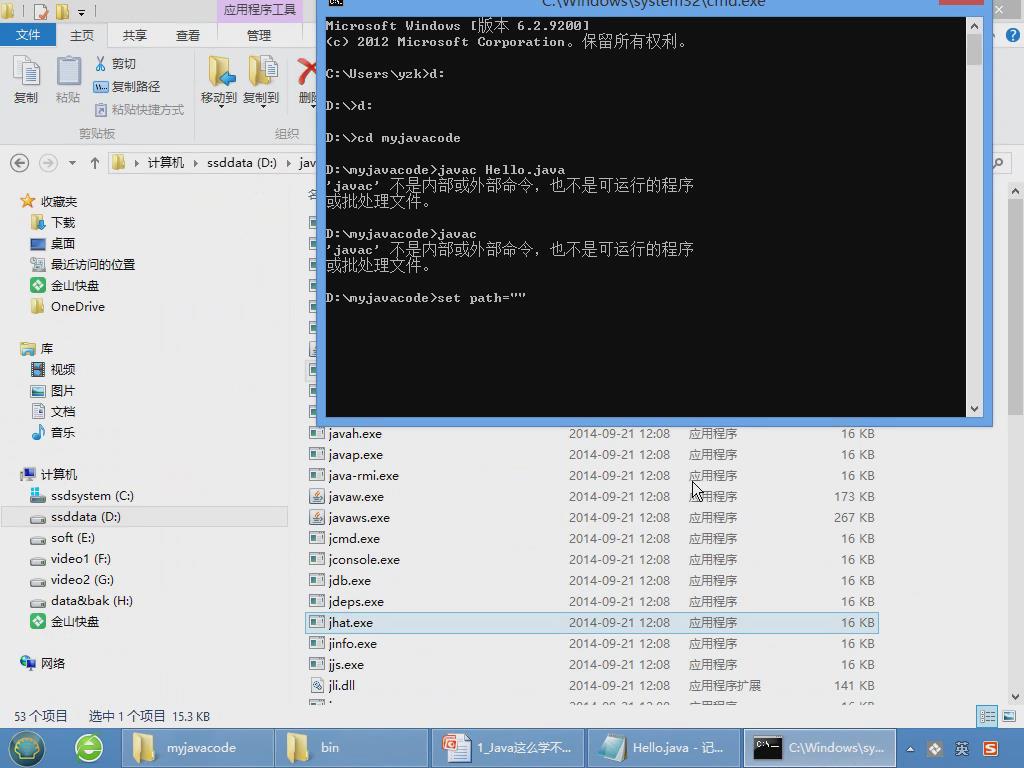 应用程序工具
文件
主页
共享
查看
管理
复制
粘贴
剪切
复制路径
粘贴快捷方式
剪贴板
移动到
复制到
组织
计算机
ssddata (D:)
收藏夹
下载
桌面
最近访问的位置
金山快盘
OneDrive
库
视频
图片
文档
音乐
计算机
ssdsystem (C:)
ssddata (D:)
soft (E:)
video1 (F:)
video2 (G:)
data&bak (H:)
金山快盘
网络
C:\Windows\system32\cmd.exe
Microsoft Windows [版本 6.2.9200]
(c) 2012 Microsoft Corporation。保留所有权利。
C:\Users\yzk>d:
D:\>d:
D:\>cd myjavacode
D:\myjavacode>javac Hello.java
'javac' 不是内部或外部命令，也不是可运行的程序
或批处理文件。
D:\myjavacode>javac
'javac' 不是内部或外部命令，也不是可运行的程序
或批处理文件。
D:\myjavacode>set path=""
javah.exe 2014-09-21 12:08 应用程序 16 KB
javap.exe 2014-09-21 12:08 应用程序 16 KB
java-rmi.exe 2014-09-21 12:08 应用程序 16 KB
javaw.exe 2014-09-21 12:08 应用程序 173 KB
javaws.exe 2014-09-21 12:08 应用程序 267 KB
jcmd.exe 2014-09-21 12:08 应用程序 16 KB
jconsole.exe 2014-09-21 12:08 应用程序 16 KB
jdb.exe 2014-09-21 12:08 应用程序 16 KB
jdeps.exe 2014-09-21 12:08 应用程序 16 KB
jhat.exe 2014-09-21 12:08 应用程序 16 KB
jinfo.exe 2014-09-21 12:08 应用程序 16 KB
jjs.exe 2014-09-21 12:08 应用程序 16 KB
jli.dll 2014-09-21 12:08 应用程序扩展 141 KB
53 个项目 选中 1 个项目 15.3 KB
myjavacode
bin
1_Java这么学不...
Hello.java - 记...
C:\Windows\sy...
英